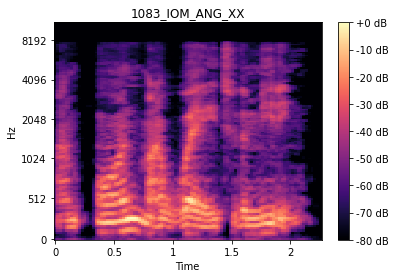 1083_IOM_ANG_XX
Hz
8192
4096
2048
1024
512
0
0
0.5
1
1.5
2
Time
+0 dB
-10 dB
-20 dB
-30 dB
-40 dB
-50 dB
-60 dB
-70 dB
-80 dB